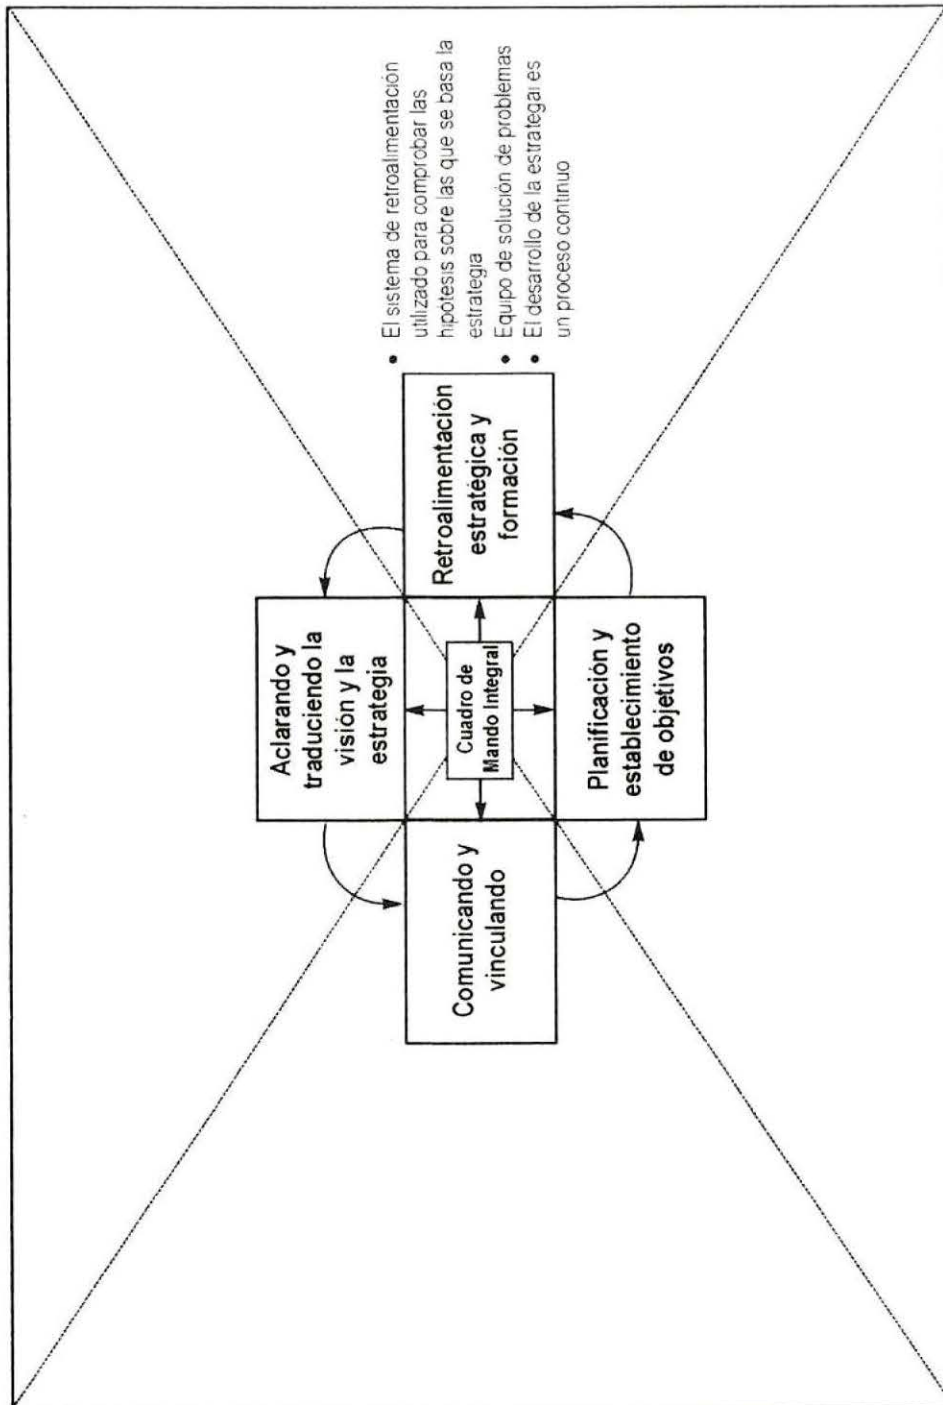 Aclarando y
traduciendo la
visión y la
estrategia
Comunicando y
vinculando
Cuadro de
Mando Integral
Retroalimentación
estratégica y
formación
• El sistema de retroalimentación
utilizado para comprobar las
hipótesis sobre las que se basa la
estrategia
• Equipo de solución de problemas
• El desarrollo de la estrategai es
un proceso continuo
Planificación y
establecimiento
de objetivos